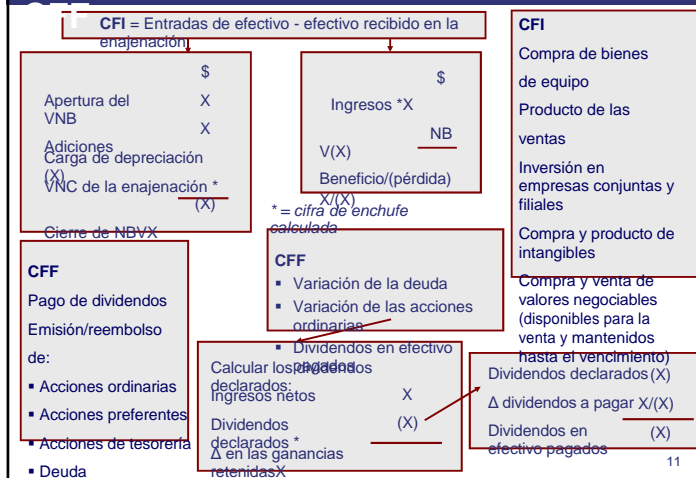 CFF
CFI = Entradas de efectivo - efectivo recibido en la
enajenación
$
Apertura del
VNB
X
X
Adiciones
Carga de depreciación
(X)
VNC de la enajenación *
(X)
Cierre de NBVX
$
Ingresos *X
NB
V(X)
Beneficio/(pérdida)
X/(X)
* = cifra de enchufe
calculada
CFI
Compra de bienes
de equipo
Producto de las
ventas
Inversión en
empresas conjuntas y
filiales
Compra y producto de
intangibles
Compra y venta de
valores negociables
(disponibles para la
venta y mantenidos
hasta el vencimiento)
CFF
Pago de dividendos
Emisión/reembolso
de:
▪ Acciones ordinarias
▪ Acciones preferentes
▪ Acciones de tesorería
▪ Deuda
CFF
▪ Variación de la deuda
▪ Variación de las acciones
ordinarias
▪ Dividendos en efectivo
pagados
Calcular los dividendos
declarados:
Ingresos netos X
Dividendos (X)
declarados *
Δ en las ganancias
retenidasX
Dividendos declarados (X)
Δ dividendos a pagar X/(X)
Dividendos en (X)
efectivo pagados
11